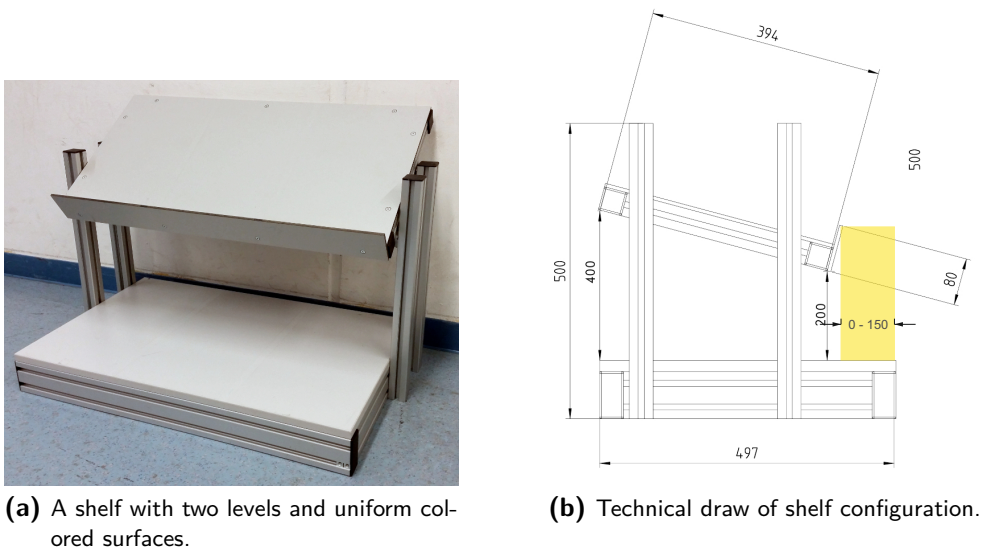 394
500
500
400
200
0 - 150
80
497
(a) A shelf with two levels and uniform col-
ored surfaces.
(b) Technical draw of shelf configuration.